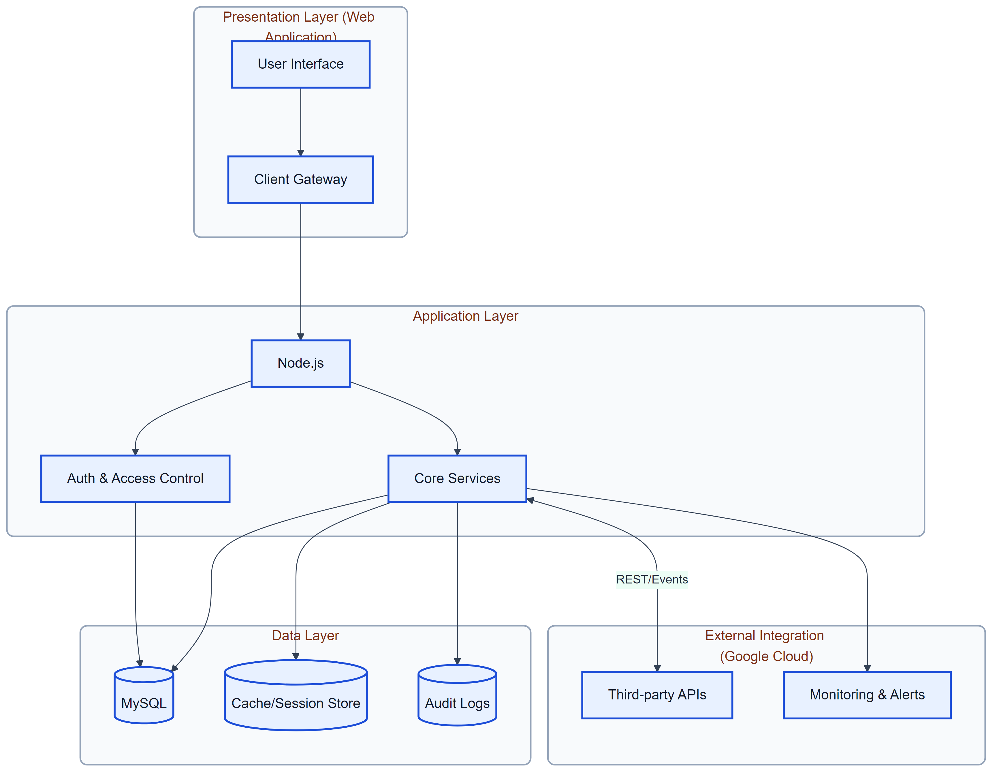 Presentation Layer (Web
Application)
User Interface
Client Gateway
Application Layer
Node.js
Auth & Access Control
Core Services
REST/Events
Data Layer
External Integration
(Google Cloud)
MySQL
Cache/Session Store
Audit Logs
Third-party APIs
Monitoring & Alerts